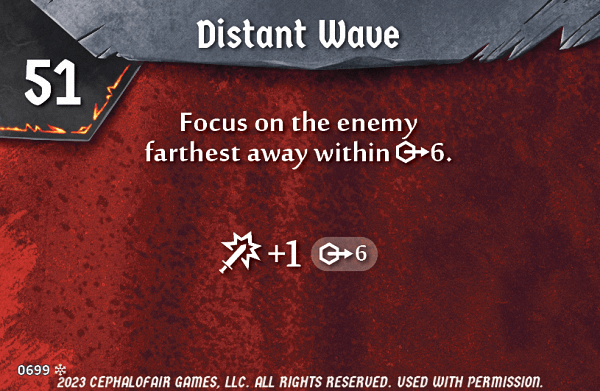 Distant Wave
51
Focus on the enemy
farthest away within 6.
+1 6
0699
2023 CEPHALOFAIR GAMES, LLC. ALL RIGHTS RESERVED. USED WITH PERMISSION.